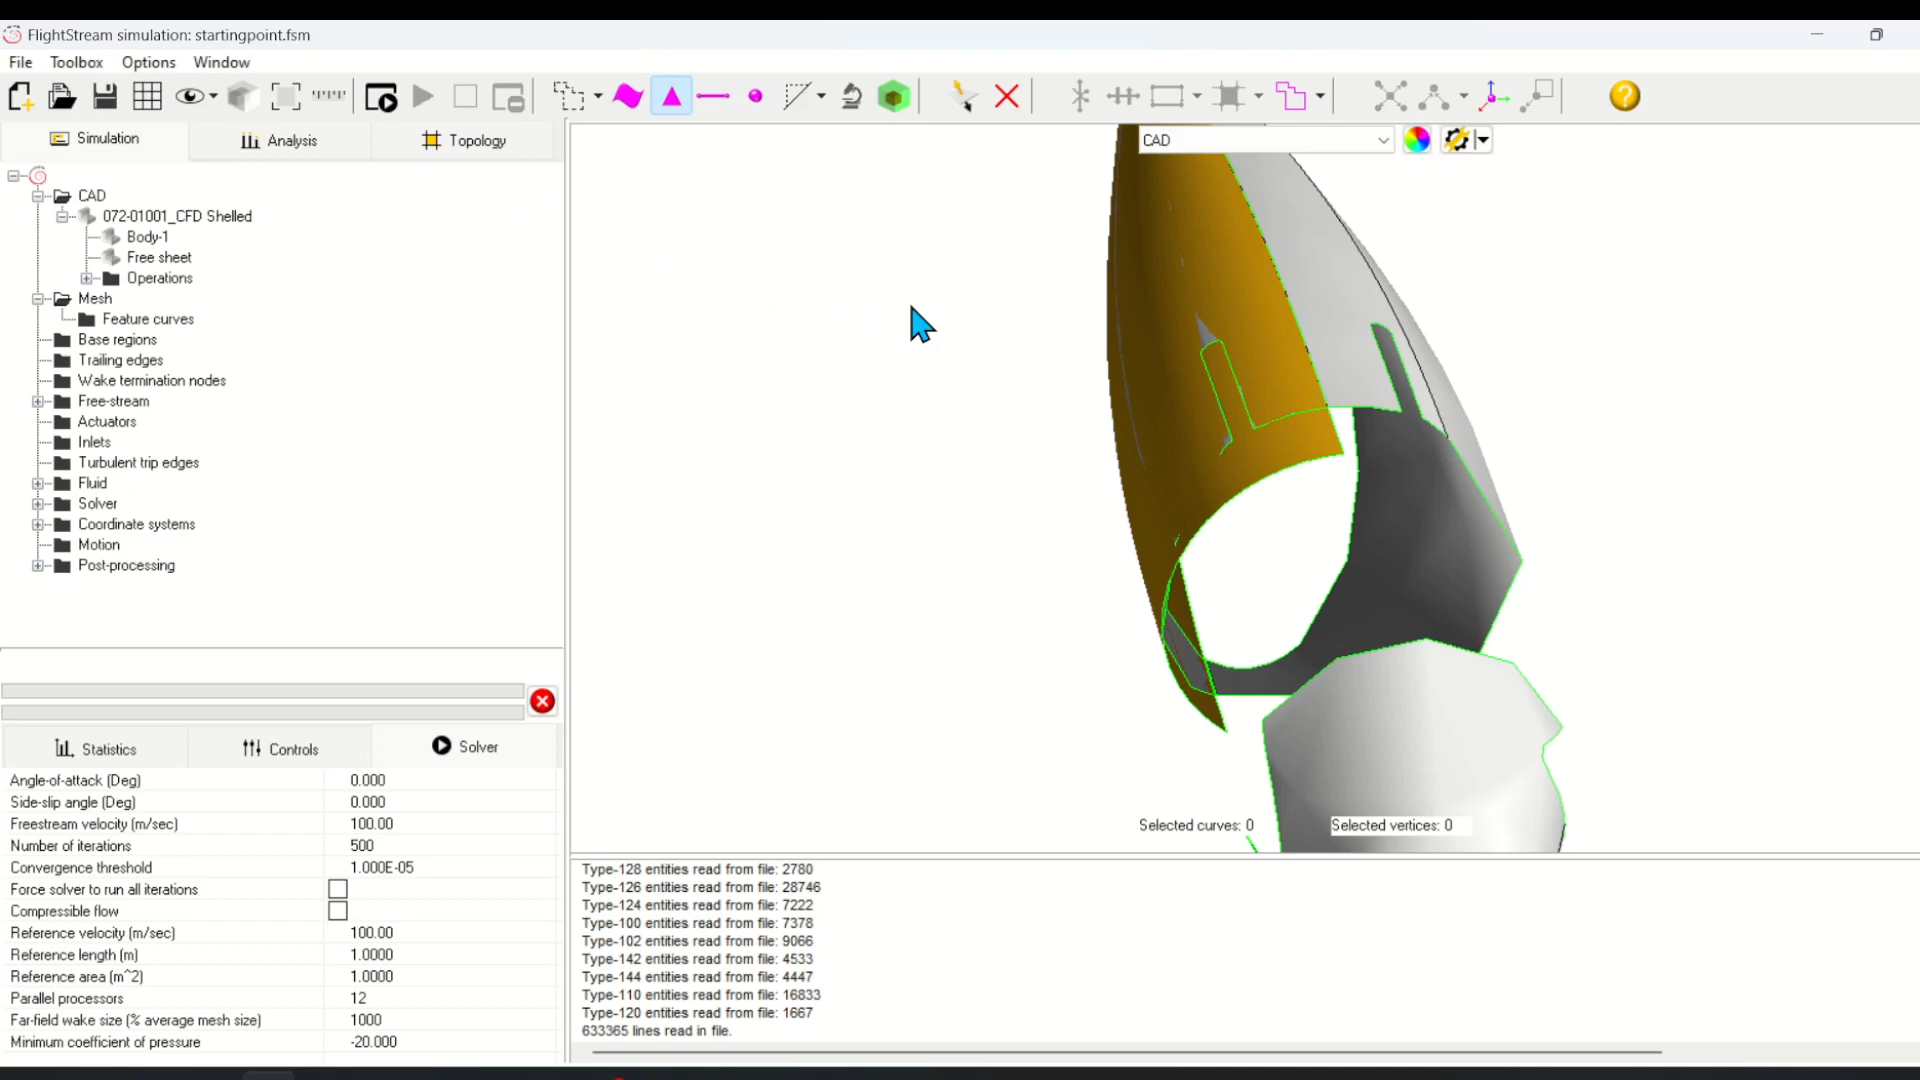 FlightStream simulation: startingpoint.fsm
File Toolbox Options Window
Simulation Analysis Topology
CAD
CAD
072-01001_CFD Shelled
Body-1
Free sheet
Operations
Mesh
Feature curves
Base regions
Trailing edges
Wake termination nodes
Free-stream
Actuators
Inlets
Turbulent trip edges
Fluid
Solver
Coordinate systems
Motion
Post-processing
Statistics Controls Solver
Angle-of-attack (Deg) 0.000
Side-slip angle (Deg) 0.000
Freestream velocity (m/sec) 100.00
Number of iterations 500
Convergence threshold 1.000E-05
Force solver to run all iterations
Compressible flow
Reference velocity (m/sec) 100.00
Reference length (m) 1.0000
Reference area (m^2) 1.0000
Parallel processors 12
Far-field wake size (% average mesh size) 1000
Minimum coefficient of pressure -20.000
Selected curves: 0 Selected vertices: 0
Type-128 entities read from file: 2780
Type-126 entities read from file: 28746
Type-124 entities read from file: 7222
Type-100 entities read from file: 7378
Type-102 entities read from file: 9066
Type-142 entities read from file: 4533
Type-144 entities read from file: 4447
Type-110 entities read from file: 16833
Type-120 entities read from file: 1667
633365 lines read in file.